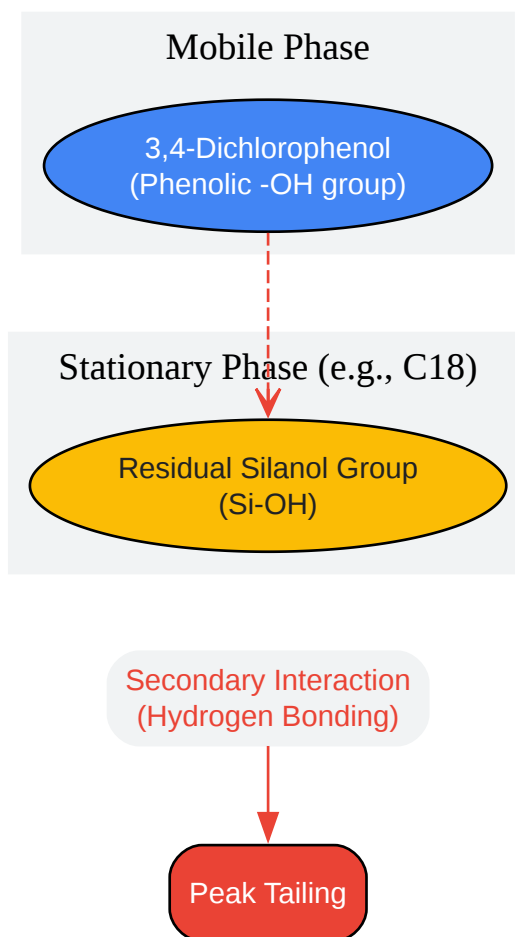 Mobile Phase
3,4-Dichlorophenol
(Phenolic -OH group)
Stationary Phase (e.g., C18)
Residual Silanol Group
(Si-OH)
Secondary Interaction
(Hydrogen Bonding)
Peak Tailing